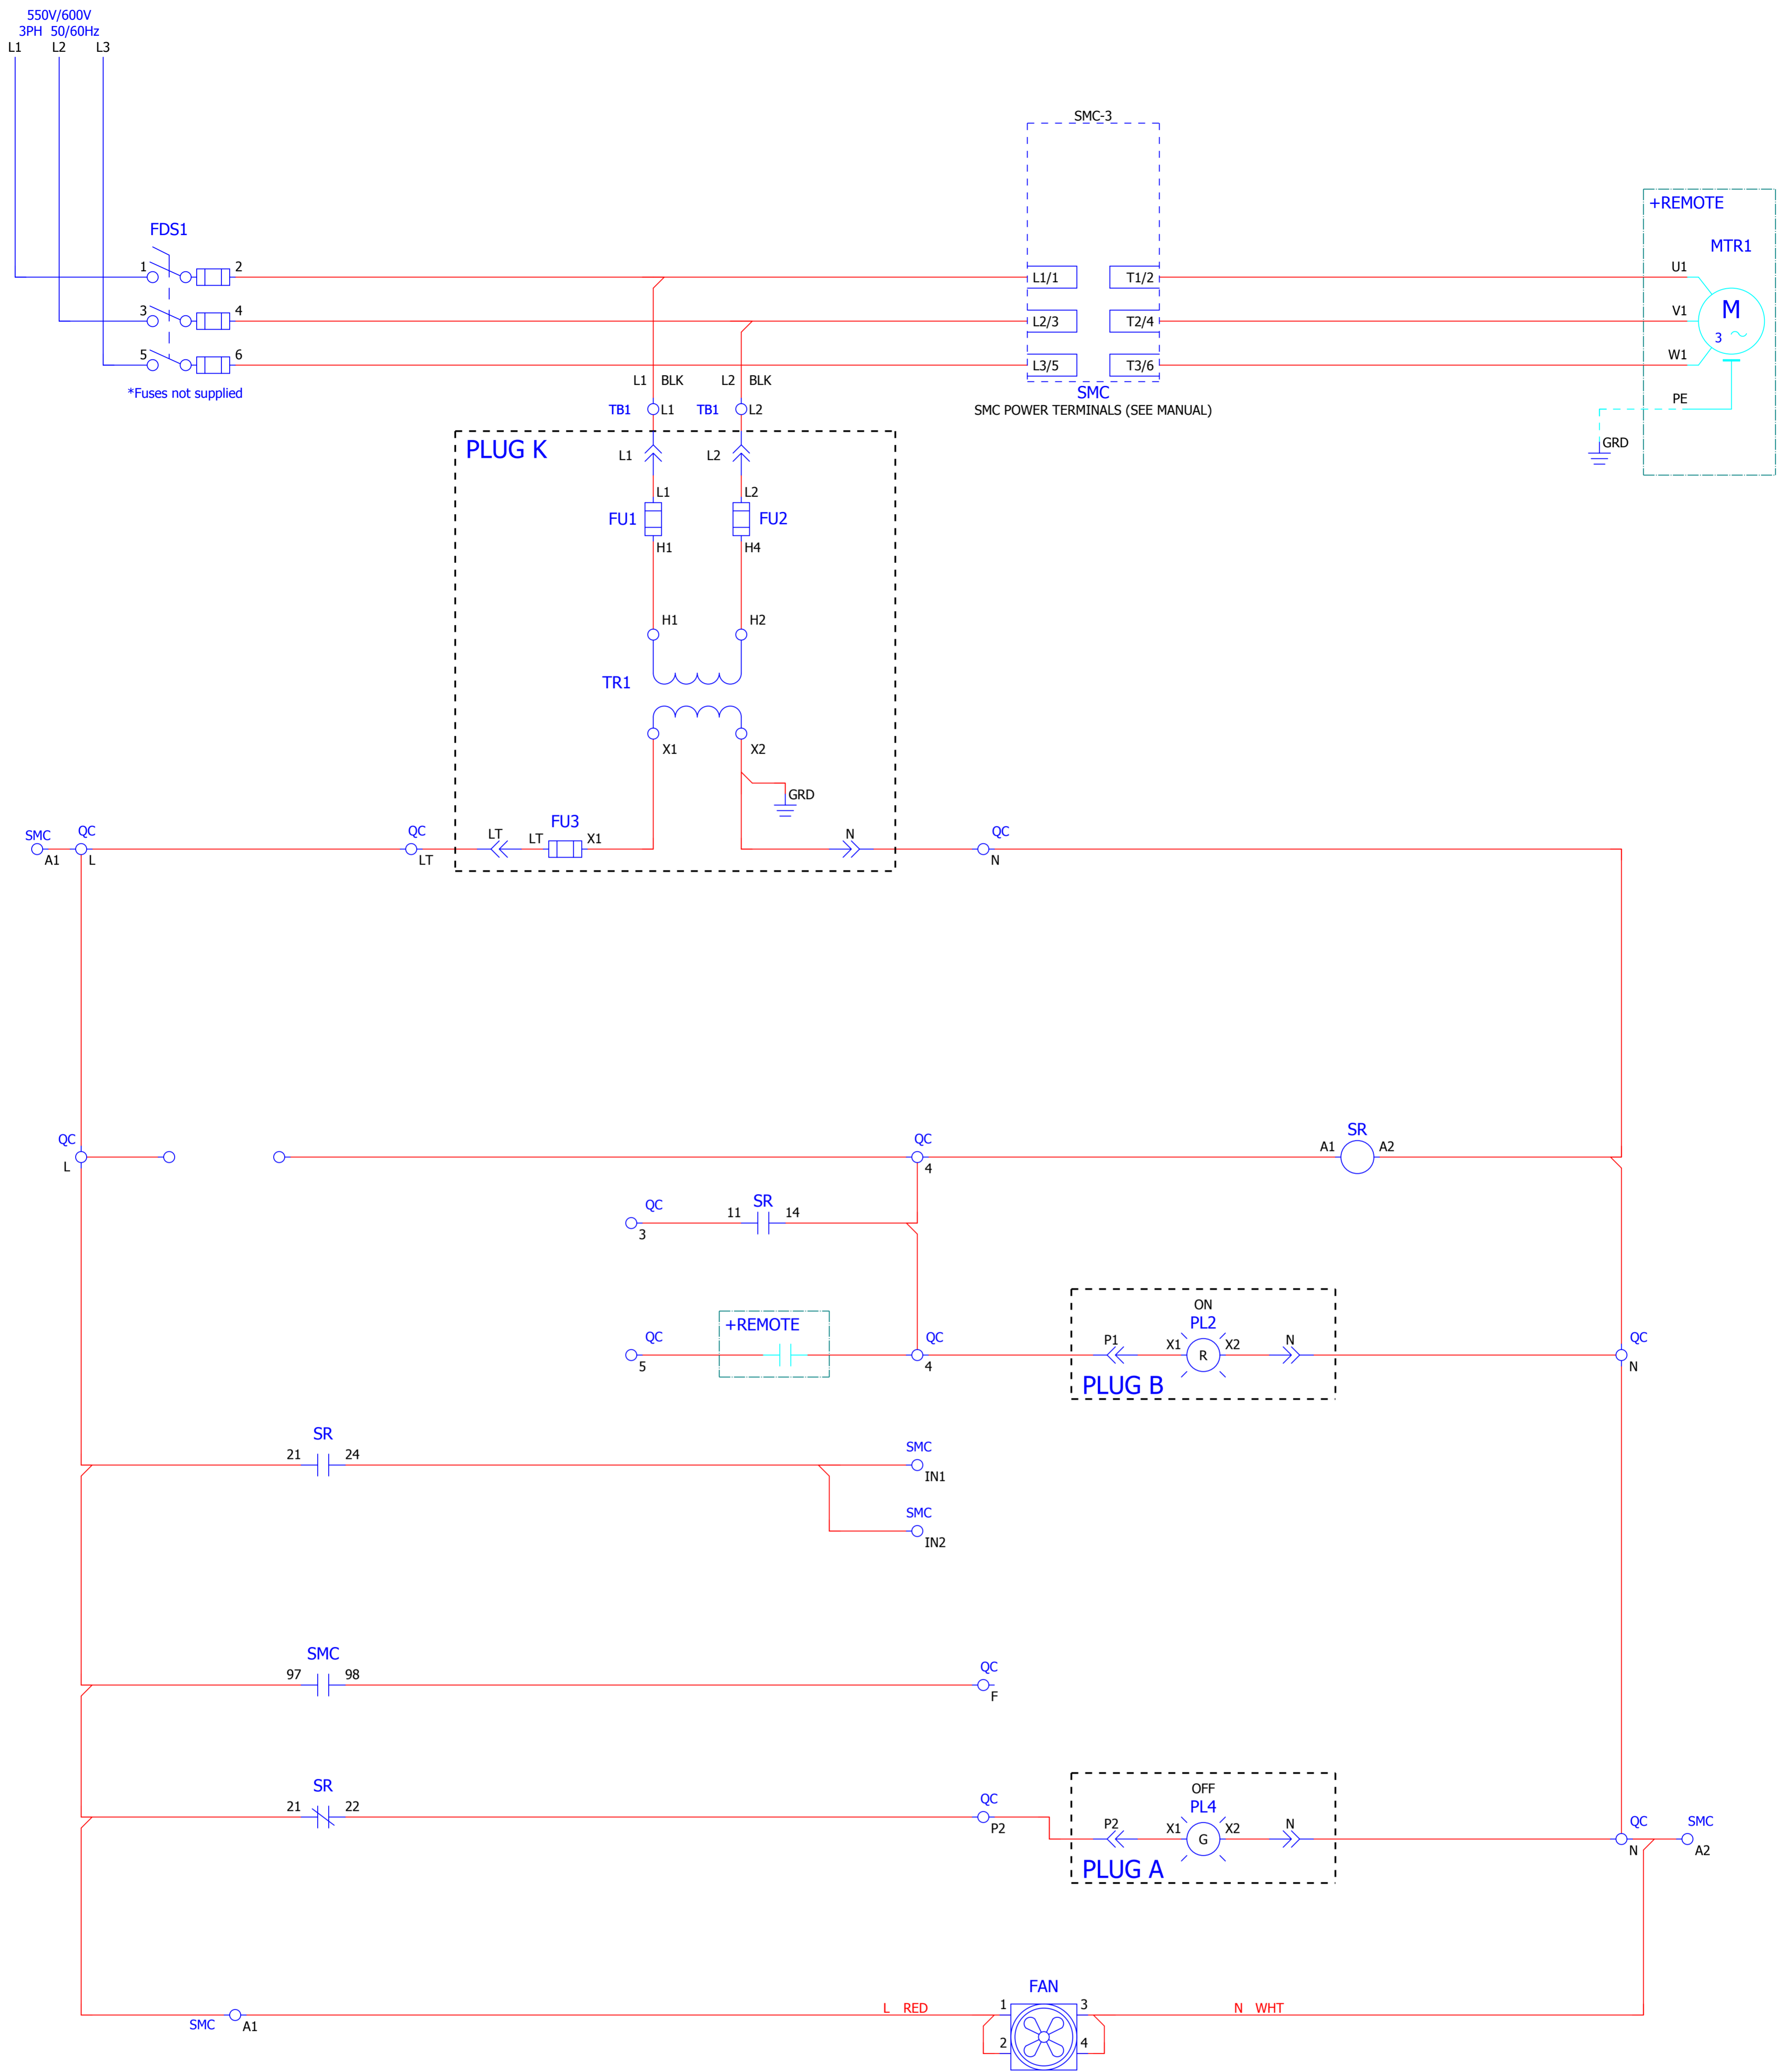 550V/600V
3PH 50/60Hz
L1 L2 L3
SMC-3
+REMOTE
FDS1
MTR1
1 2
L1/1 T1/2
U1
3 4
L2/3 T2/4
V1
M
3
5 6
L3/5 T3/6
W1
*Fuses not supplied
L1 BLK L2 BLK
SMC
SMC POWER TERMINALS (SEE MANUAL)
PE
TB1 L1 TB1 L2
GRD
PLUG K
L1 L2
L1 L2
FU1 FU2
H1 H4
H1 H2
TR1
X1 X2
GRD
SMC QC QC LT FU3 N QC
LT X1
A1 L LT N
QC QC SR
A1 A2
L 4
QC SR
11 14
3
ON
+REMOTE PL2
QC QC P1 X1 R X2 N QC
5 4 N
PLUG B
SR SMC
21 24
IN1
SMC
IN2
SMC QC
97 98
F
SR OFF
PL4
21 22 QC P2 X1 G X2 N QC SMC
P2 N A2
PLUG A
FAN
L RED 1 3 N WHT
SMC A1
2 4